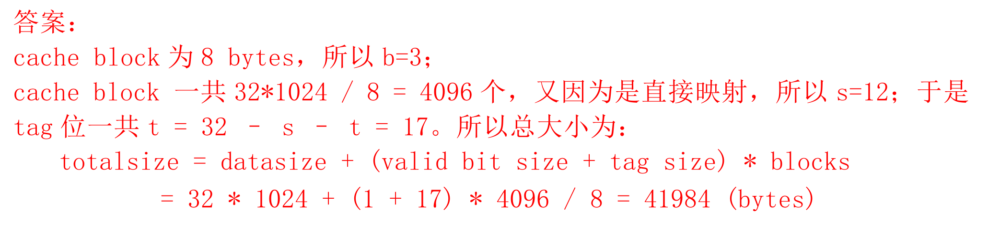 答案：
cache block 为 8 bytes，所以 b=3；
cache block 一共 32*1024 / 8 = 4096 个，又因为是直接映射，所以 s=12；于是
tag 位一共 t = 32 - s - t = 17。所以总大小为：
totalsize = datasize + (valid bit size + tag size) * blocks
= 32 * 1024 + (1 + 17) * 4096 / 8 = 41984 (bytes)